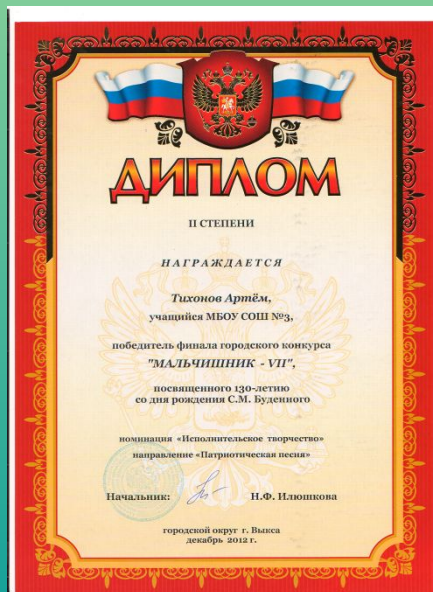 ДИПЛОМ
II СТЕПЕНИ
НАГРАЖДАЕТСЯ
Тихонов Артём,
учащийся МБОУ СОШ №3,
победитель финала городского конкурса
"МАЛЬЧИШНИК - VII",
посвященного 130-летию
со дня рождения С.М. Буденного
номинация «Исполнительское творчество»
направление «Патриотическая песня»
Начальник: Н.Ф. Илюшкова
городской округ г. Выкса
декабрь 2012 г.